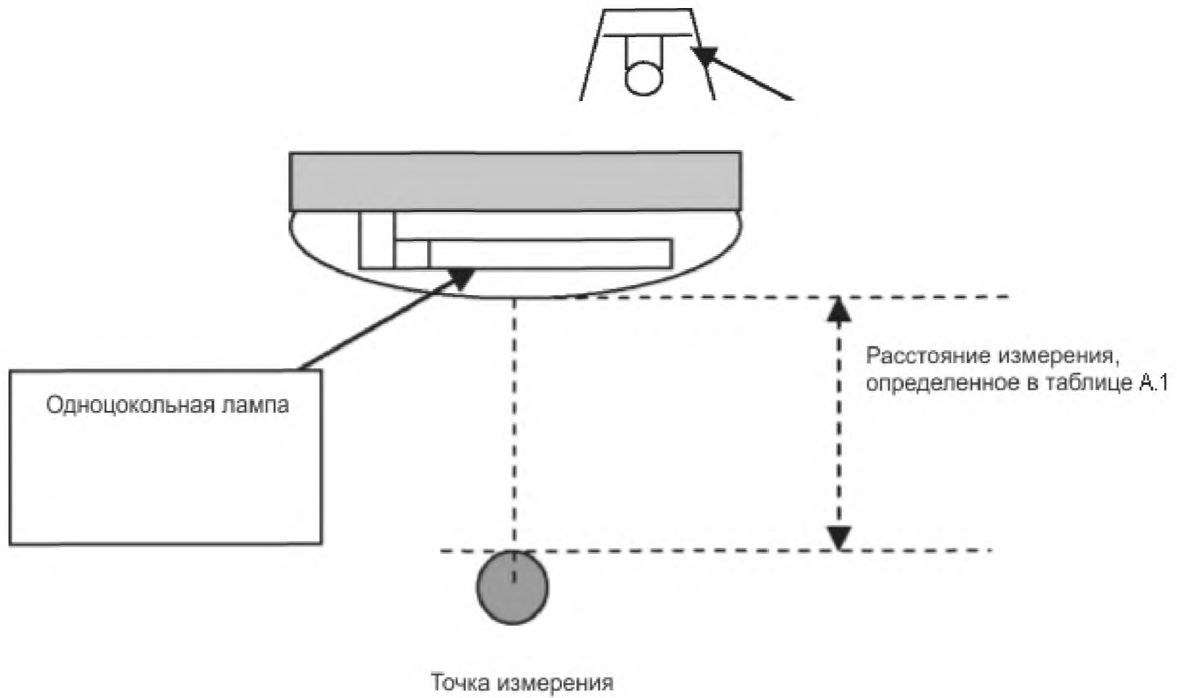 Расстояние измерения,
определенное в таблице А.1
Одноцокольная лампа
Точка измерения